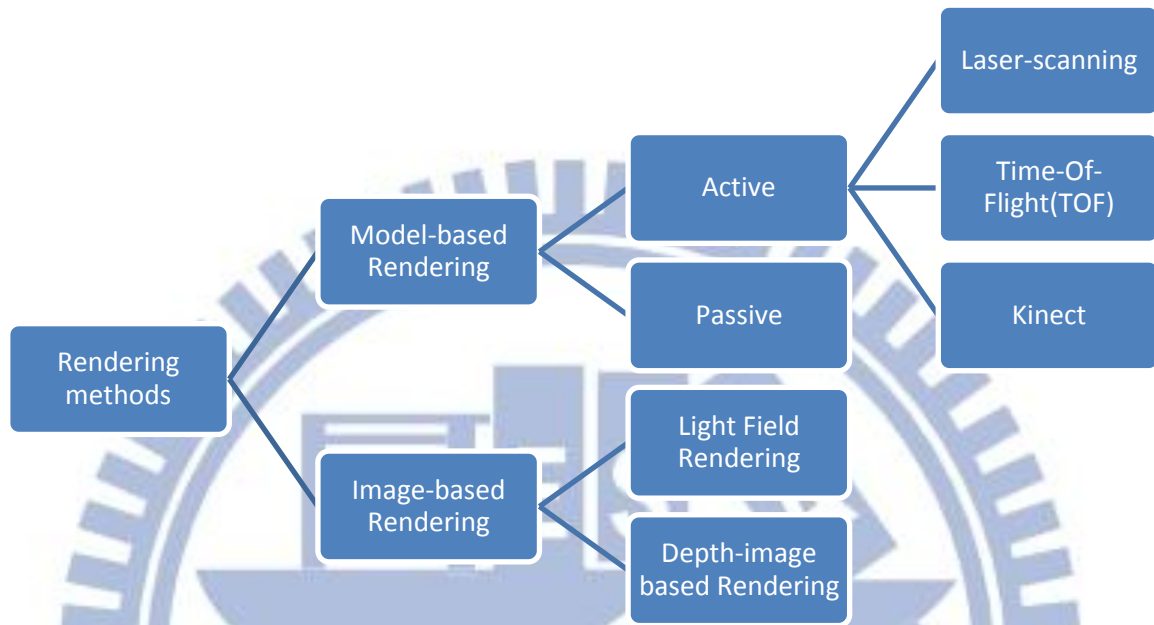 Rendering
methods
Model-based
Rendering
Active
Laser-scanning
Time-Of-
Flight(TOF)
Kinect
Passive
Image-based
Rendering
Light Field
Rendering
Depth-image
based Rendering